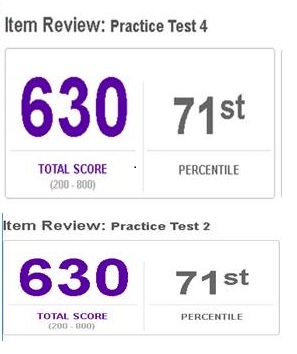 Item Review: Practice Test 4
630 71st
TOTAL SCORE PERCENTILE
(200 - 800)
Item Review: Practice Test 2
630 71st
TOTAL SCORE PERCENTILE
(200 - 800)